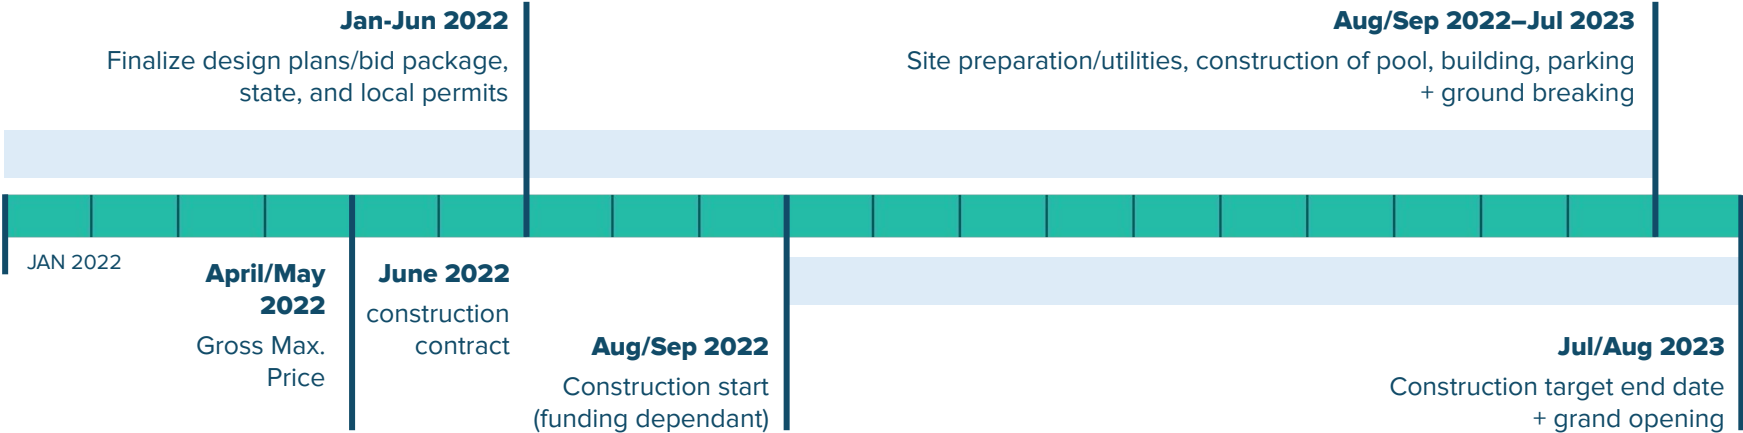 Jan-Jun 2022
Finalize design plans/bid package,
state, and local permits
Aug/Sep 2022–Jul 2023
Site preparation/utilities, construction of pool, building, parking
+ ground breaking
JAN 2022
April/May
2022
Gross Max.
Price
June 2022
construction
contract
Aug/Sep 2022
Construction start
(funding dependant)
Jul/Aug 2023
Construction target end date
+ grand opening